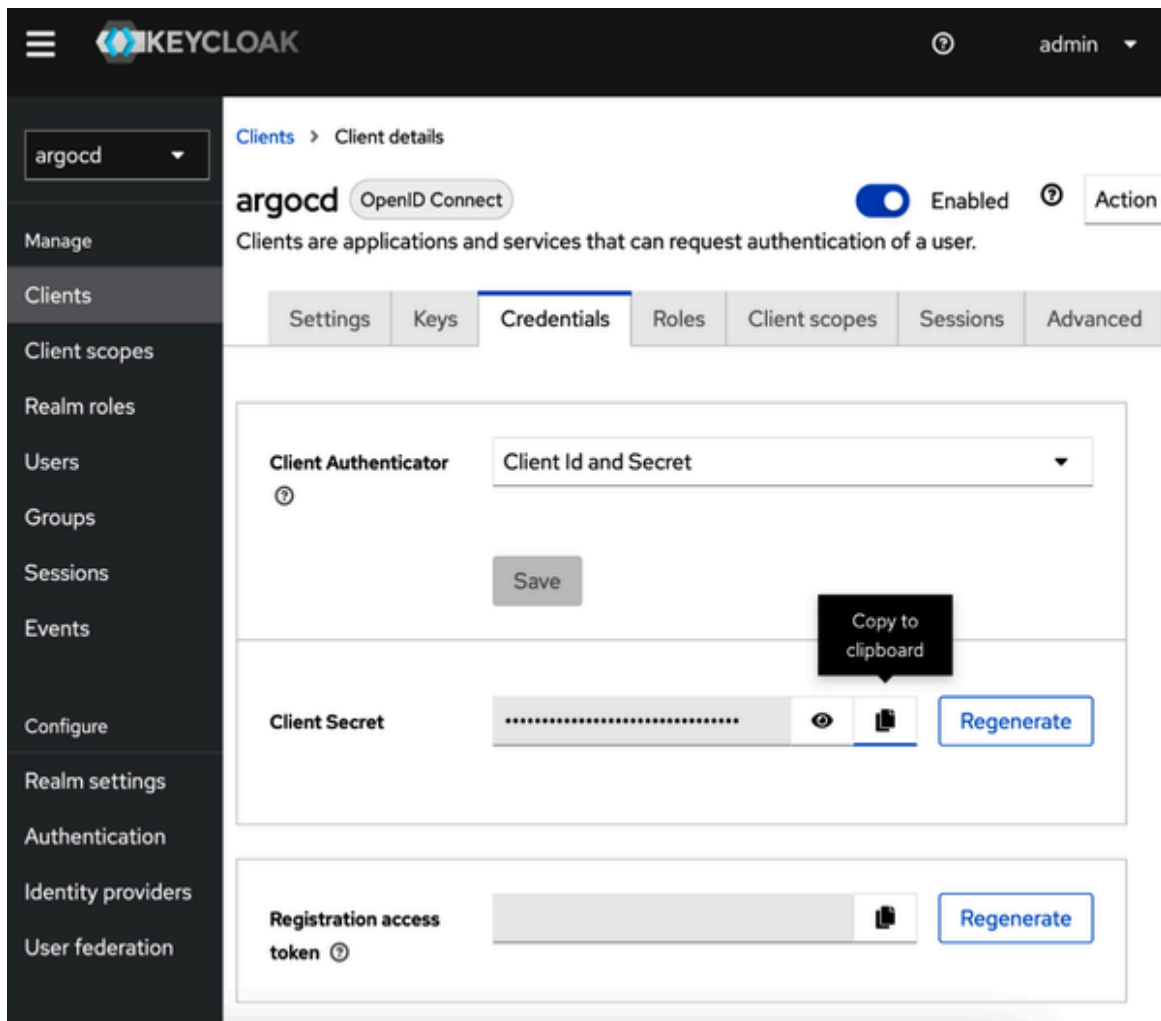 KEYCLOAK
admin
argocd
Manage
Clients
Client scopes
Realm roles
Users
Groups
Sessions
Events
Configure
Realm settings
Authentication
Identity providers
User federation
Clients > Client details
argocd OpenID Connect
Enabled
Action
Clients are applications and services that can request authentication of a user.
Settings Keys Credentials Roles Client scopes Sessions Advanced
Client Authenticator
Client Id and Secret
Save
Copy to
clipboard
Client Secret
Regenerate
Registration access
token
Regenerate